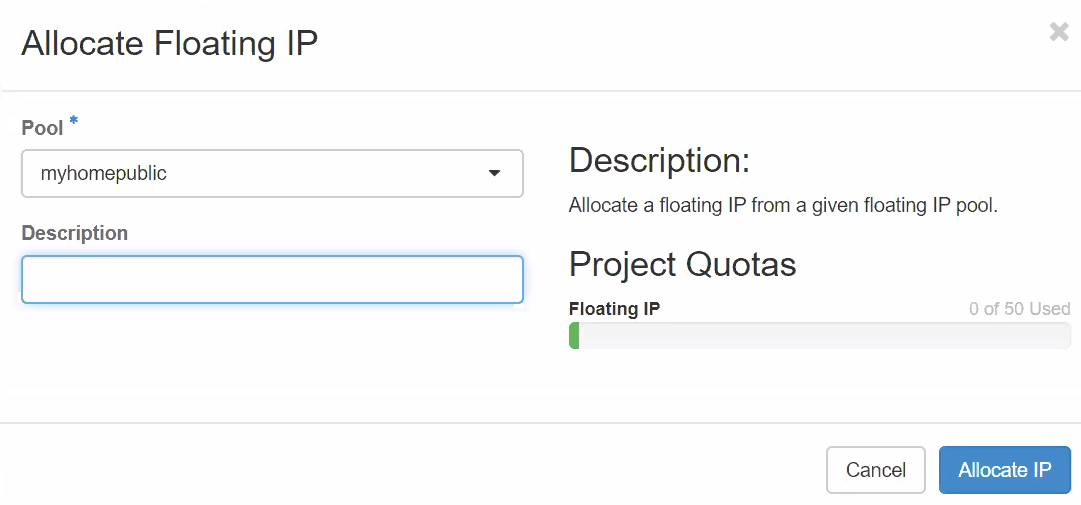 Allocate Floating IP
Pool *
myhomepublic
Description
Description:
Allocate a floating IP from a given floating IP pool.
Project Quotas
Floating IP 0 of 50 Used
Cancel Allocate IP